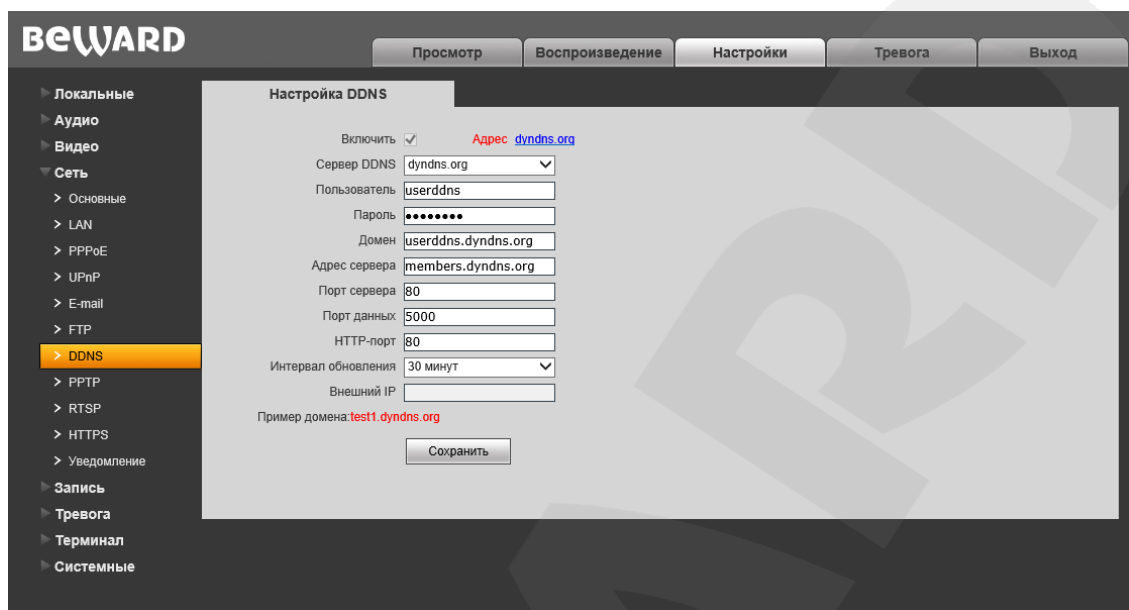 BEWARD
Просмотр Воспроизведение Настройки Тревога Выход
Локальные
Аудио
Видео
Сеть
> Основные
> LAN
> PPPoE
> UPnP
> E-mail
> FTP
> DDNS
> PPTP
> RTSP
> HTTPS
> Уведомление
Запись
Тревога
Терминал
Системные
Настройка DDNS
Включить Адрес dyndns.org
Сервер DDNS dyndns.org
Пользователь userddns
Пароль ••••••••
Домен userddns.dyndns.org
Адрес сервера members.dyndns.org
Порт сервера 80
Порт данных 5000
HTTP-порт 80
Интервал обновления 30 минут
Внешний IP
Пример домена:test1.dyndns.org
Сохранить